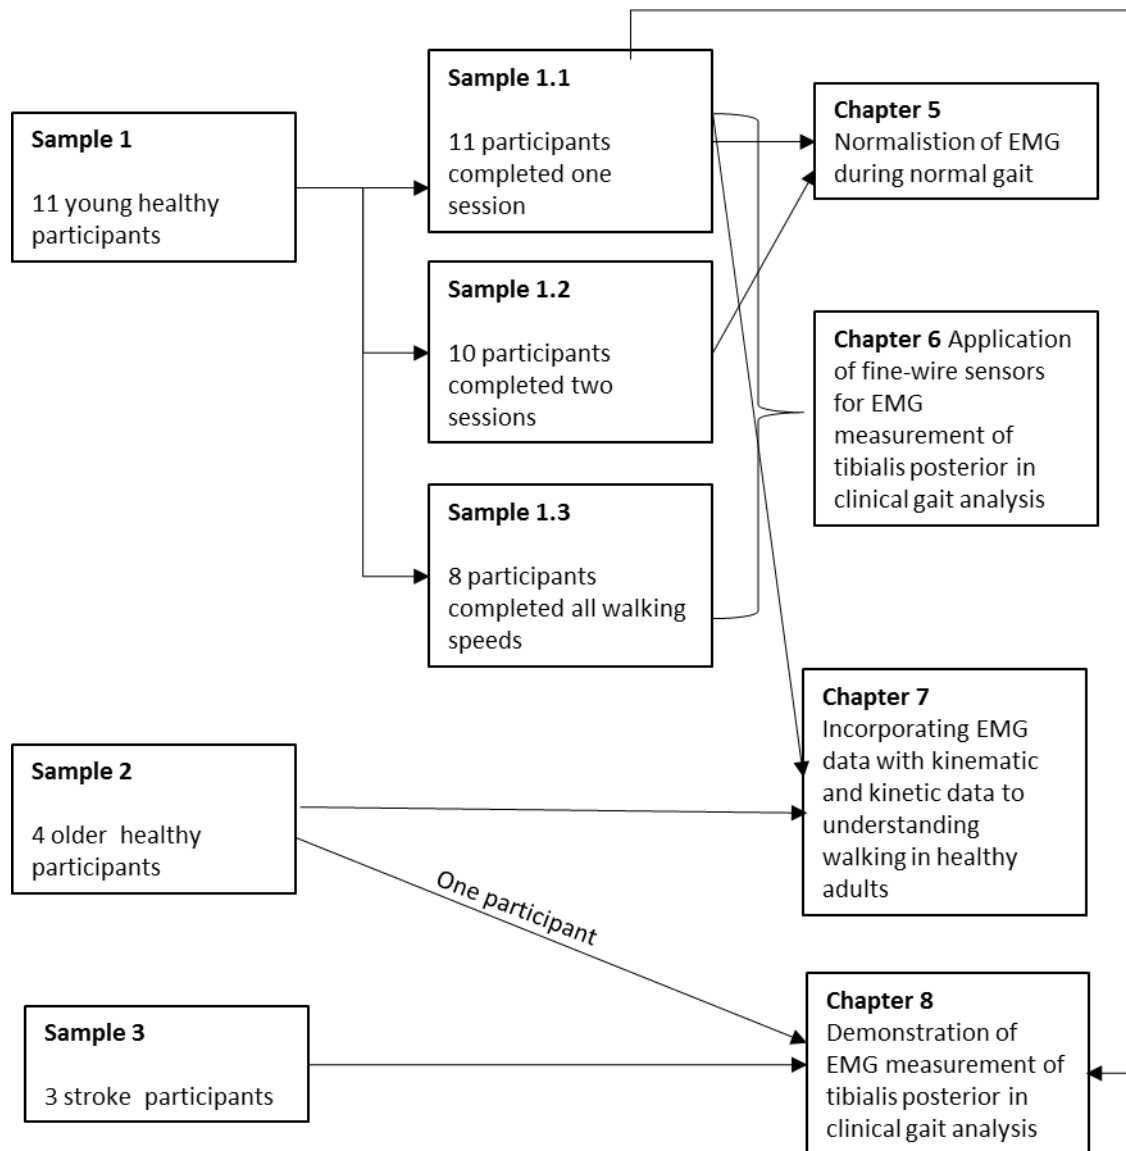 Sample 1
11 young healthy
participants
Sample 1.1
11 participants
completed one
session
Sample 1.2
10 participants
completed two
sessions
Sample 1.3
8 participants
completed all walking
speeds
Chapter 5
Normalistion of EMG
during normal gait
Chapter 6 Application
of fine-wire sensors
for EMG
measurement of
tibialis posterior in
clinical gait analysis
Sample 2
4 older healthy
participants
Chapter 7
Incorporating EMG
data with kinematic
and kinetic data to
understanding
walking in healthy
adults
One participant
Sample 3
3 stroke participants
Chapter 8
Demonstration of
EMG measurement of
tibialis posterior in
clinical gait analysis